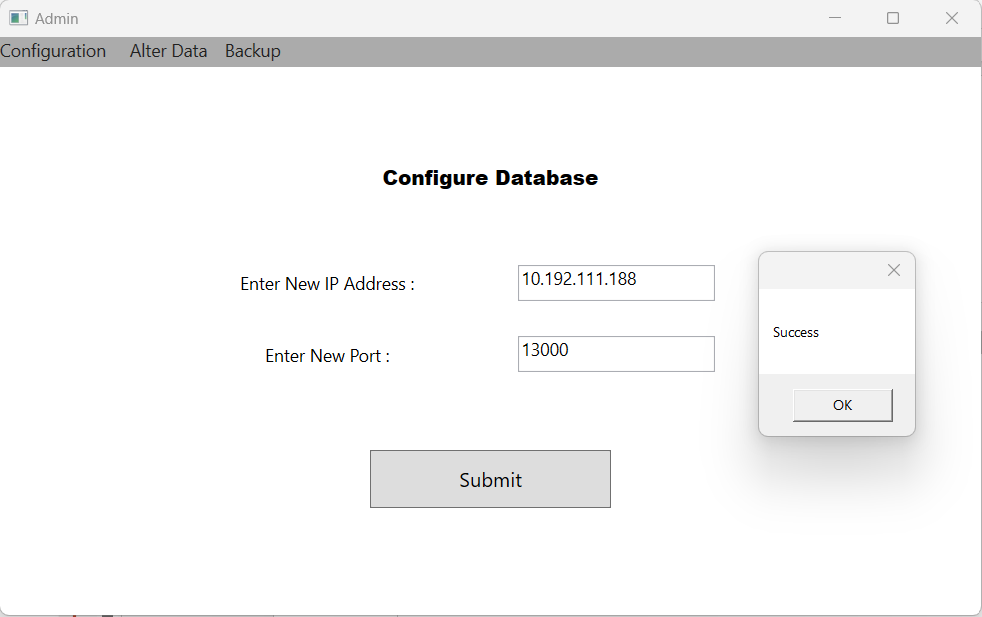 Admin
Configuration Alter Data Backup
Configure Database
Enter New IP Address : 10.192.111.188
Enter New Port : 13000
Success
OK
Submit